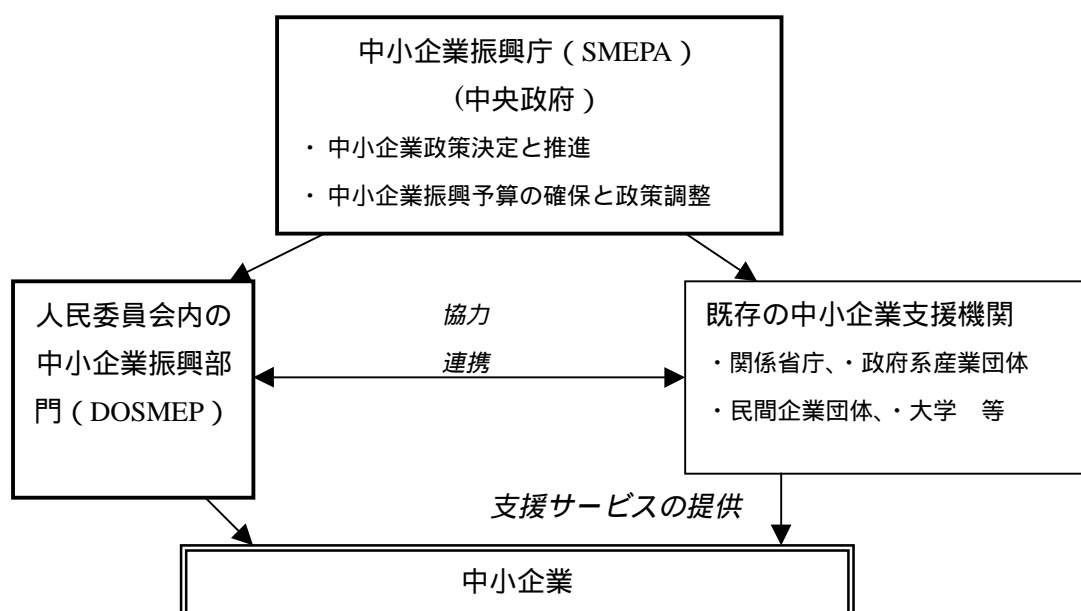 中小企業振興庁（SMEPA）
(中央政府）
・ 中小企業政策決定と推進
・ 中小企業振興予算の確保と政策調整
人民委員会内の
中小企業振興部
門（DOSMEP）
協力
連携
既存の中小企業支援機関
・関係省庁、・政府系産業団体
・民間企業団体、・大学　等
支援サービスの提供
中小企業